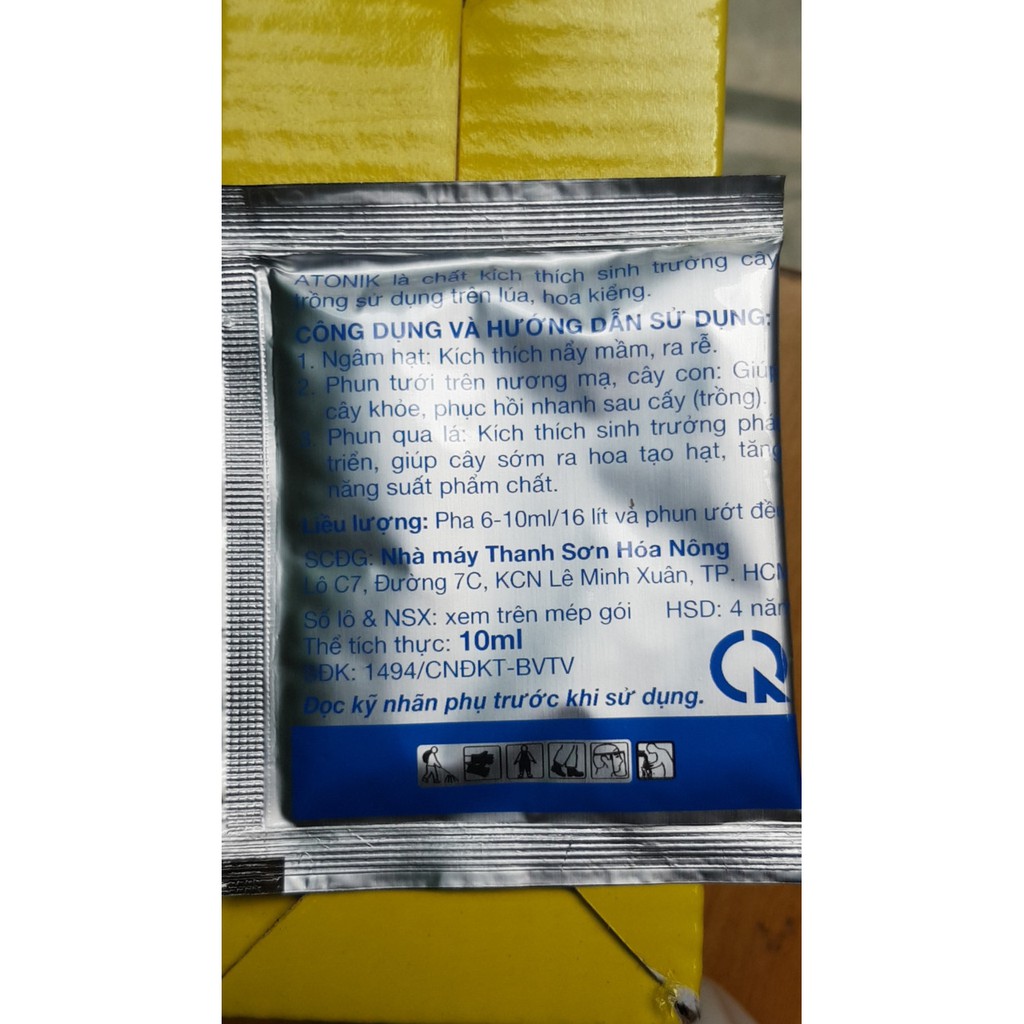 ATONIK là chất kích thích sinh trưởng cây
trồng sử dụng trên lúa, hoa kiểng.
CÔNG DỤNG VÀ HƯỚNG DẪN SỬ DỤNG:
1. Ngâm hạt: Kích thích nẩy mầm, ra rễ.
2. Phun tưới trên nương mạ, cây con: Giúp
cây khỏe, phục hồi nhanh sau cấy (trồng).
3. Phun qua lá: Kích thích sinh trưởng phá
triển, giúp cây sớm ra hoa tạo hạt, tăng
năng suất phẩm chất.
Liều lượng: Pha 6-10ml/16 lít và phun ướt đều
SCĐG: Nhà máy Thanh Sơn Hóa Nông
Lô C7, Đường 7C, KCN Lê Minh Xuân, TP. HCM
Số lô & NSX: xem trên mép gói HSD: 4 năm
Thể tích thực: 10ml
SĐK: 1494/CNĐKT-BVTV
Đọc kỹ nhãn phụ trước khi sử dụng.